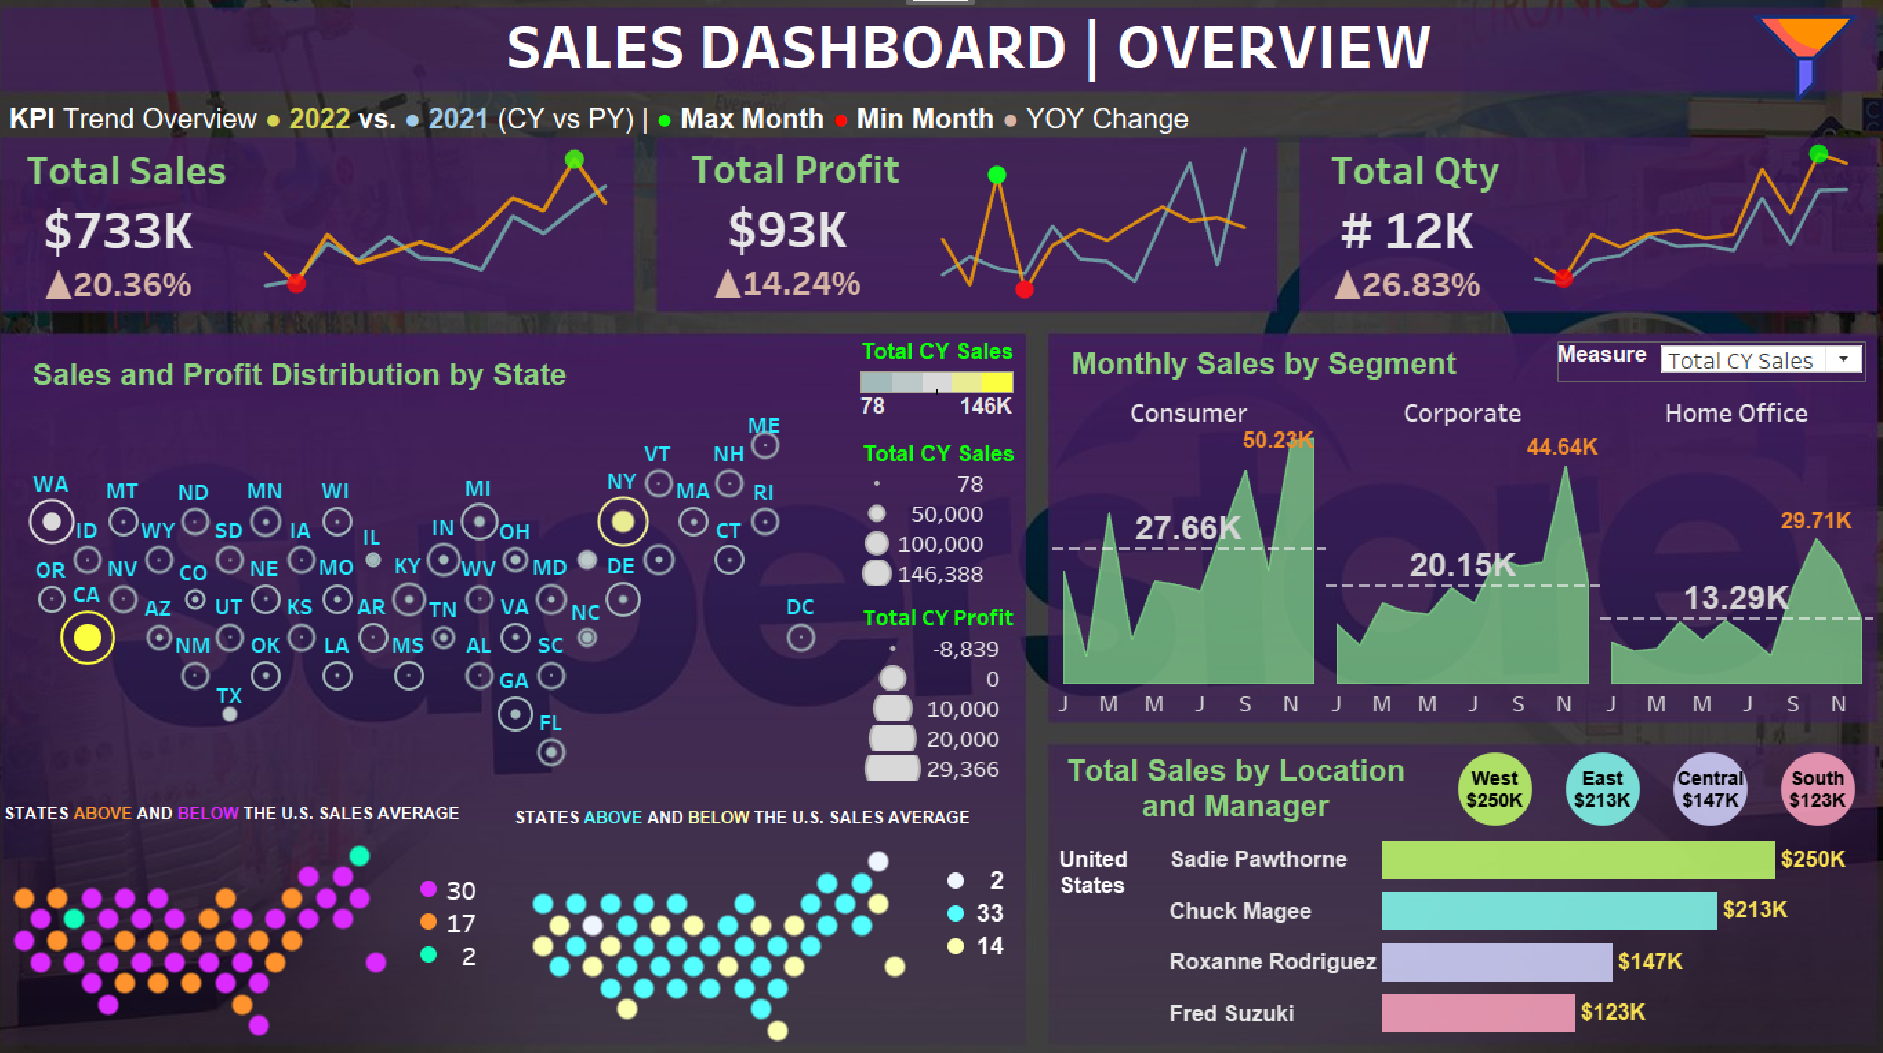 SALES DASHBOARD | OVERVIEW
KPI Trend Overview ● 2022 vs. ● 2021 (CY vs PY) | ● Max Month ● Min Month ● YOY Change
Total Sales
$733K
▲20.36%
Total Profit
$93K
▲14.24%
Total Qty
# 12K
▲26.83%
Sales and Profit Distribution by State
Total CY Sales
78 146K
Total CY Sales
78
50,000
100,000
146,388
Total CY Profit
-8,839
0
10,000
20,000
29,366
ME
VT NH
WA MT ND MN WI MI NY MA RI
ID WY SD IA IL IN OH CT
OR NV CO NE MO KY WV MD DE
CA AZ UT KS AR TN VA NC DC
NM OK LA MS AL SC
TX GA
FL
Superstore
STATES ABOVE AND BELOW THE U.S. SALES AVERAGE
30
17
2
STATES ABOVE AND BELOW THE U.S. SALES AVERAGE
2
33
14
Monthly Sales by Segment
Measure Total CY Sales
Consumer Corporate Home Office
50.23K 44.64K 29.71K
27.66K 20.15K 13.29K
J M M J S N J M M J S N J M M J S N
Total Sales by Location
and Manager
West
$250K
East
$213K
Central
$147K
South
$123K
United
States
Sadie Pawthorne $250K
Chuck Magee $213K
Roxanne Rodriguez $147K
Fred Suzuki $123K